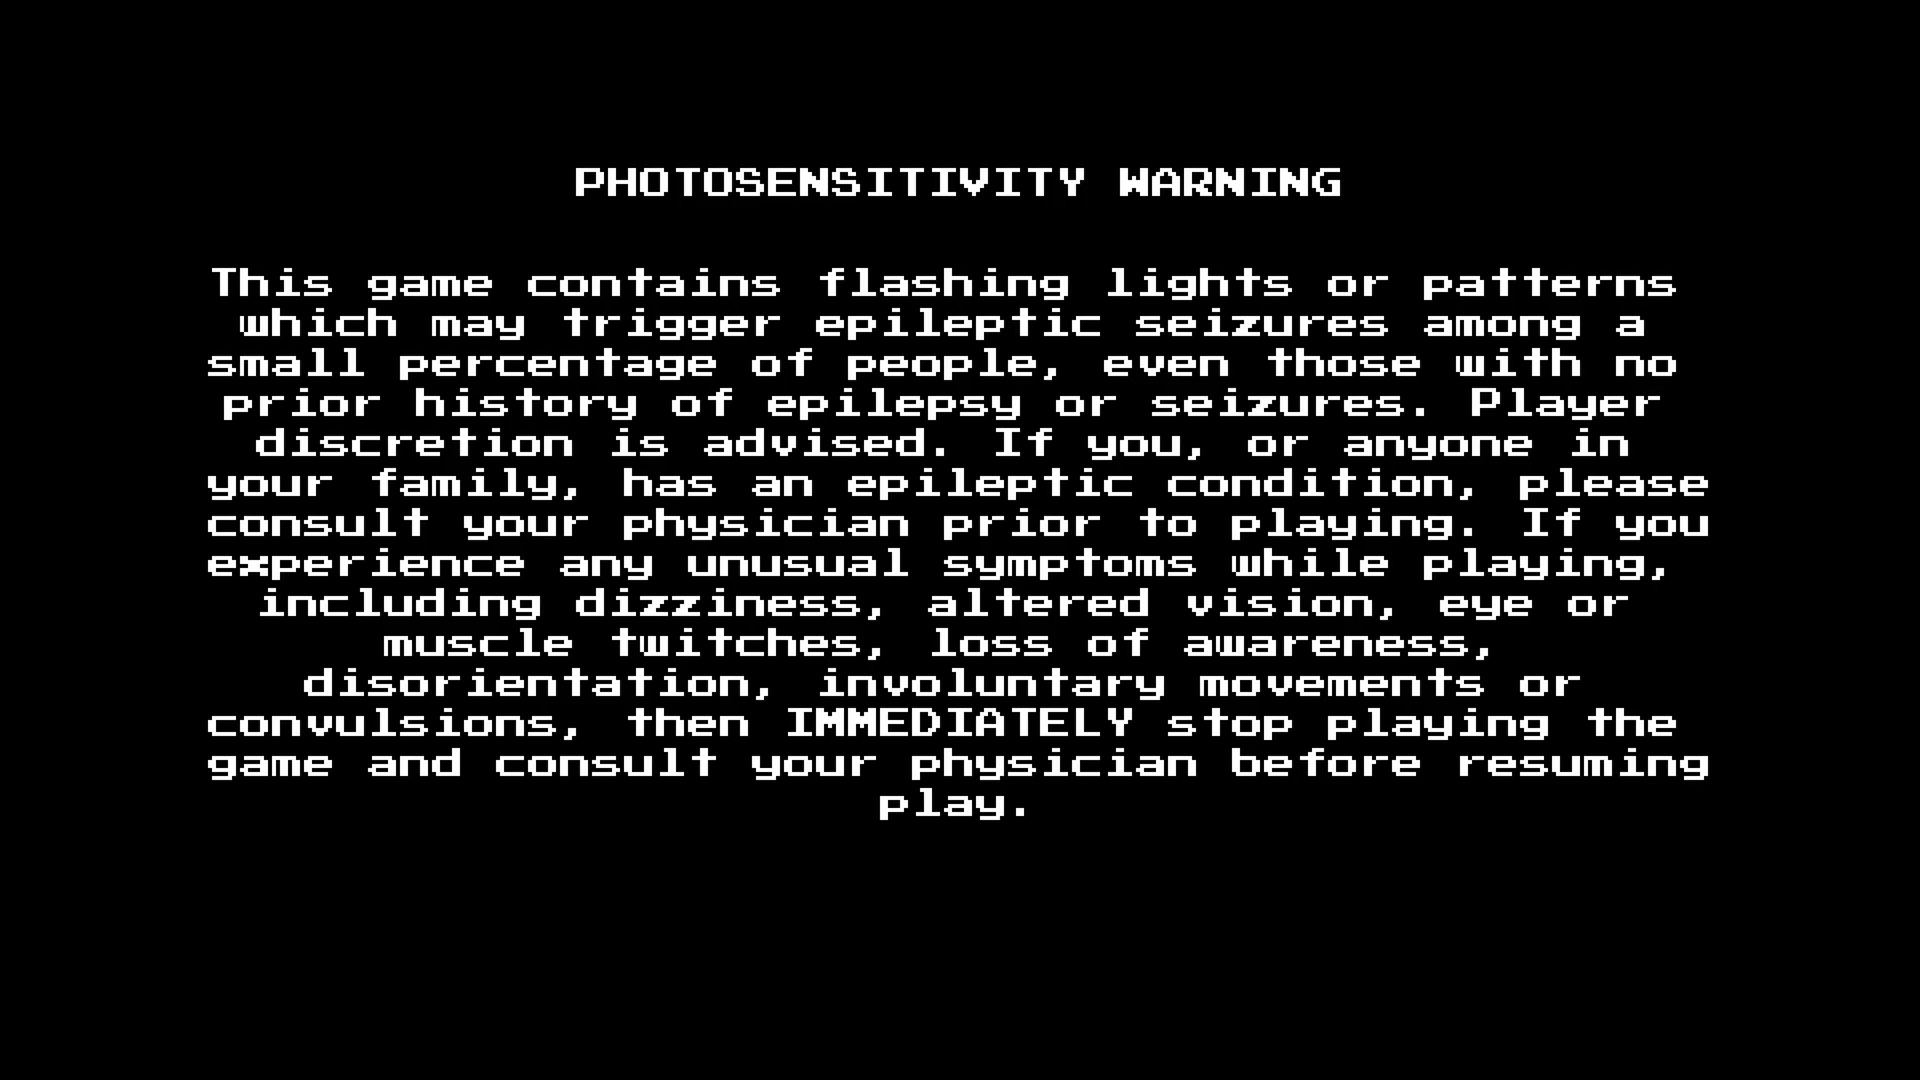 PHOTOSENSITIVITY WARNING
This game contains flashing lights or patterns
which may trigger epileptic seizures among a
small percentage of people, even those with no
prior history of epilepsy or seizures. Player
discretion is advised. If you, or anyone in
your family, has an epileptic condition, please
consult your physician prior to playing. If you
experience any unusual symptoms while playing,
including dizziness, altered vision, eye or
muscle twitches, loss of awareness,
disorientation, involuntary movements or
convulsions, then IMMEDIATELY stop playing the
game and consult your physician before resuming
play.